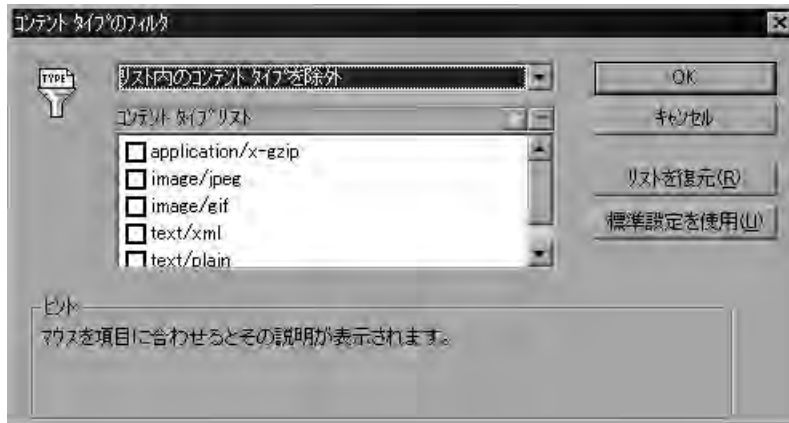 コンテント タイプのフィルタ
TYPE
リスト内のコンテント タイプを除外
OK
コンテント タイプ リスト
キャンセル
application/x-gzip
image/jpeg
image/gif
text/xml
text/plain
リストを復元(R)
標準設定を使用(U)
ヒント
マウスを項目に合わせるとその説明が表示されます。